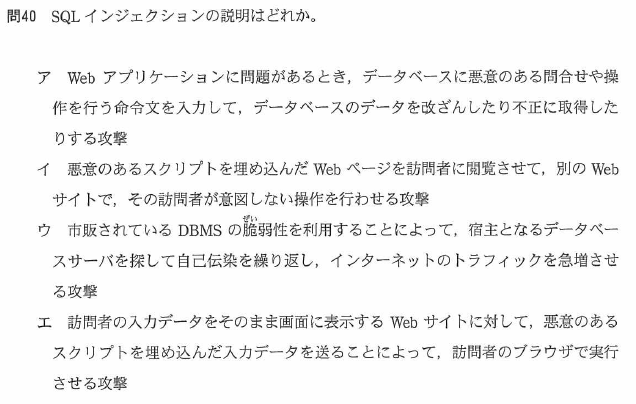 問40 SQL インジェクションの説明はどれか。
ア Web アプリケーションに問題があるとき，データベースに悪意のある問合せや操
作を行う命令文を入力して，データベースのデータを改ざんしたり不正に取得した
りする攻撃
イ 悪意のあるスクリプトを埋め込んだ Web ページを訪問者に閲覧させて，別の Web
サイトで，その訪問者が意図しない操作を行わせる攻撃
ぜい
ウ 市販されている DBMS の脆弱性を利用することによって，宿主となるデータベー
スサーバを探して自己伝染を繰り返し，インターネットのトラフィックを急増させ
る攻撃
エ 訪問者の入力データをそのまま画面に表示する Web サイトに対して，悪意のある
スクリプトを埋め込んだ入力データを送ることによって，訪問者のブラウザで実行
させる攻撃